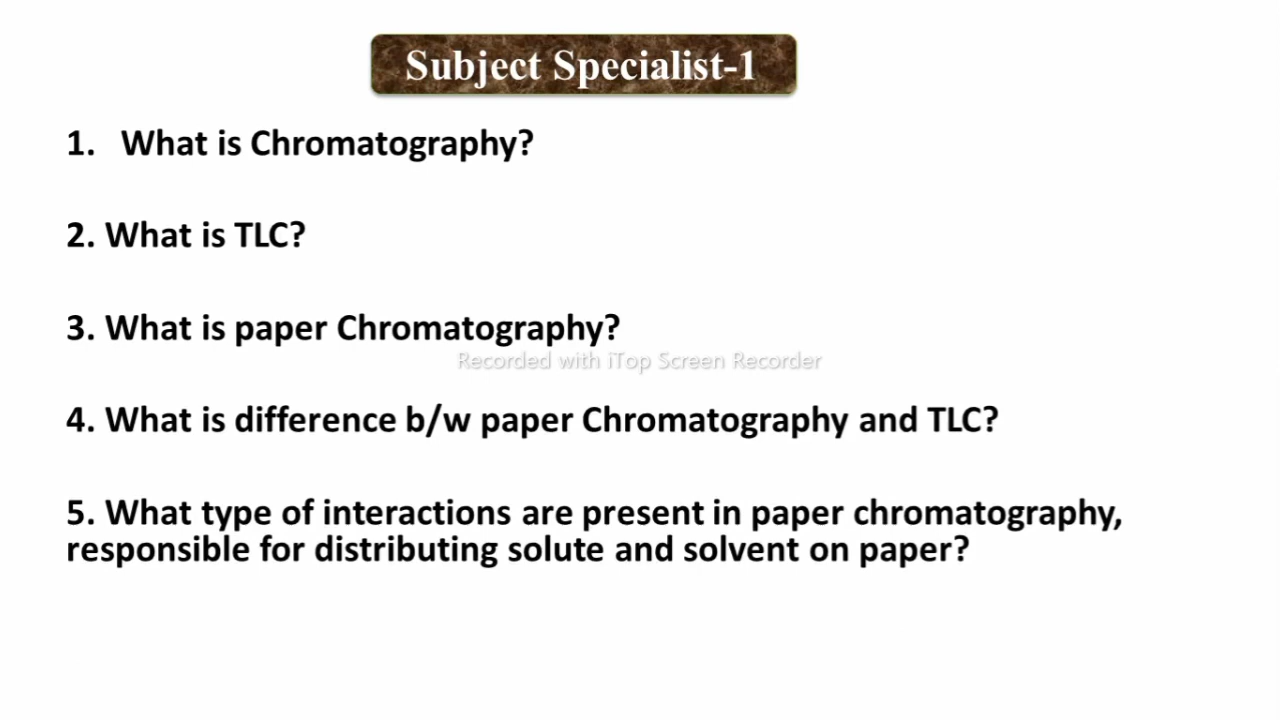 Subject Specialist-1
1. What is Chromatography?
2. What is TLC?
3. What is paper Chromatography?
Recorded with iTop Screen Recorder
4. What is difference b/w paper Chromatography and TLC?
5. What type of interactions are present in paper chromatography,
responsible for distributing solute and solvent on paper?